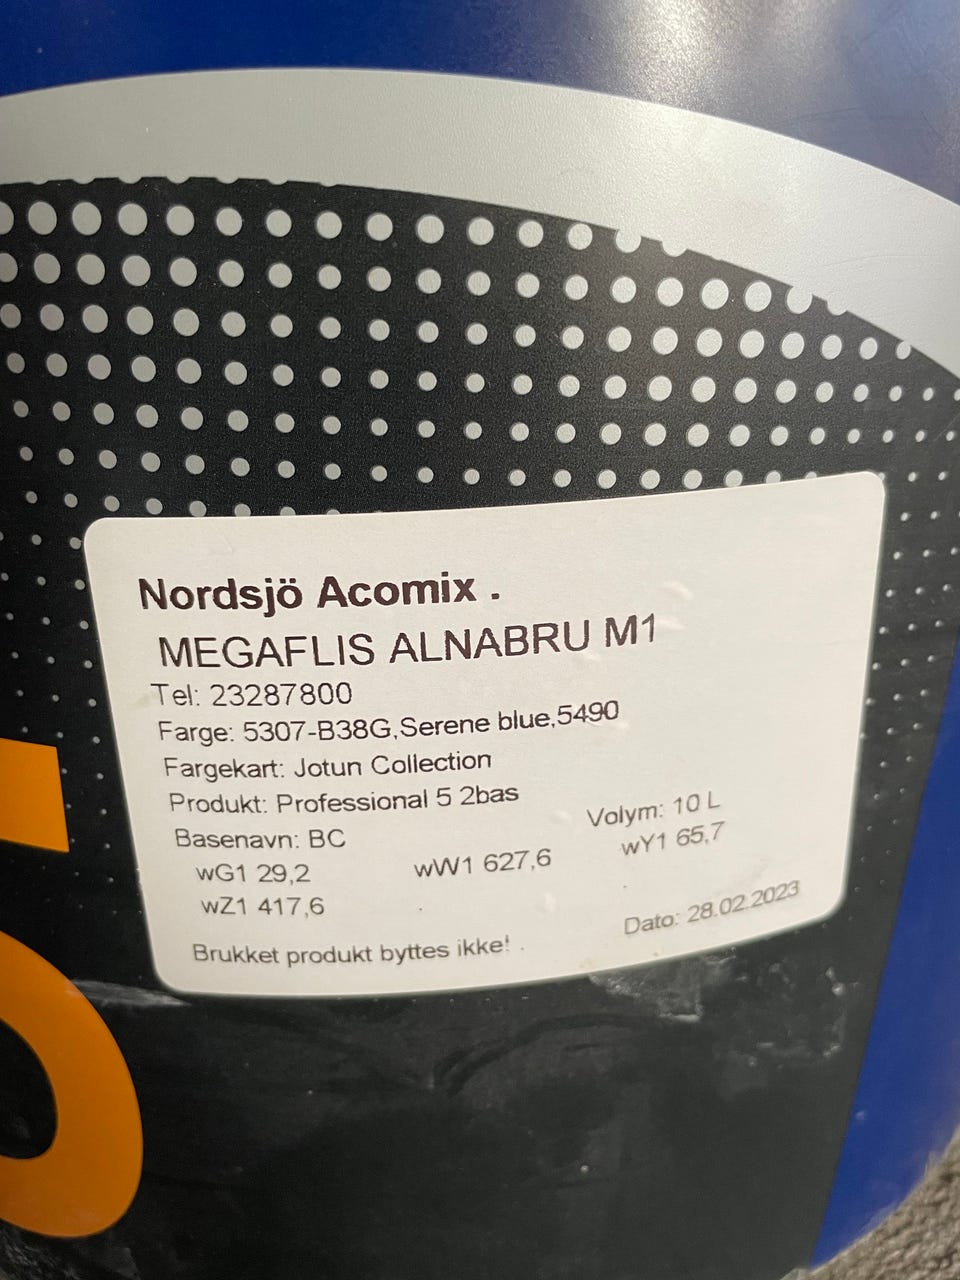 Nordsjö Acomix .
MEGAFLIS ALNABRU M1
Tel: 23287800
Farge: 5307-B38G,Serene blue,5490
Fargekart: Jotun Collection
Produkt: Professional 5 2bas
Basenavn: BC Volym: 10 L
wG1 29,2 wW1 627,6 wY1 65,7
wZ1 417,6 . .
Brukket produkt byttes ikke! . Dato: 28.02.2023